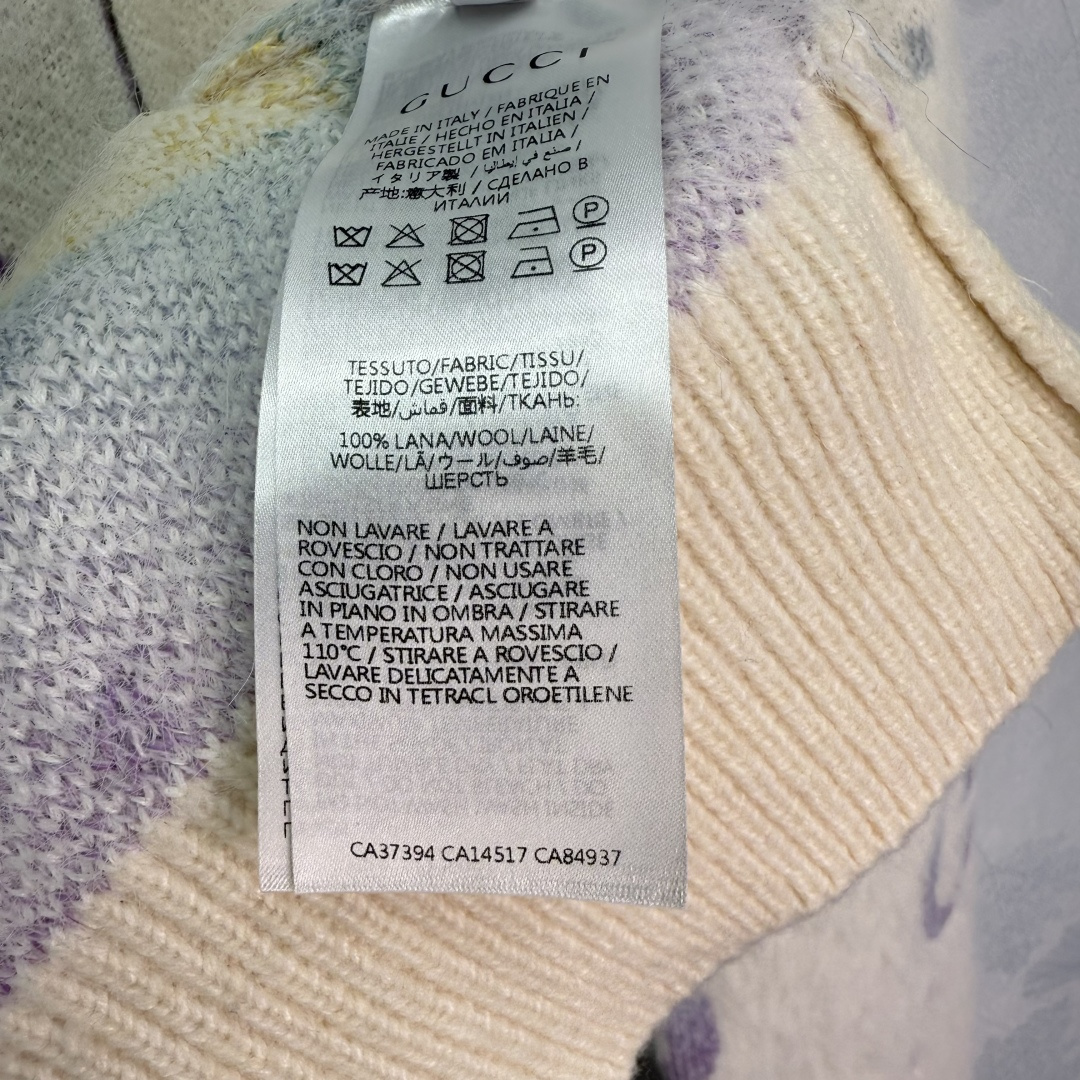 GUCCI
MADE IN ITALY / FABRIQUE EN
ITALIE / HECHO EN ITALIA /
HERGESTELLT IN ITALIEN /
FABRICADO EM ITALIA /
イタリア製 / صنع في إيطاليا /
产地:意大利 / СДЕЛАНО В
ИТАЛИИ
P
P
TESSUTO/FABRIC/TISSU/
TEJIDO/GEWEBE/TEJIDO/
表地/قماش/面料/ТКАНЬ:
100% LANA/WOOL/LAINE/
WOLLE/LÃ/ウール/صوف/羊毛/
ШЕРСТЬ
NON LAVARE / LAVARE A
ROVESCIO / NON TRATTARE
CON CLORO / NON USARE
ASCIUGATRICE / ASCIUGARE
IN PIANO IN OMBRA / STIRARE
A TEMPERATURA MASSIMA
110°C / STIRARE A ROVESCIO /
LAVARE DELICATAMENTE A
SECCO IN TETRACL OROETILENE
CA37394 CA14517 CA84937